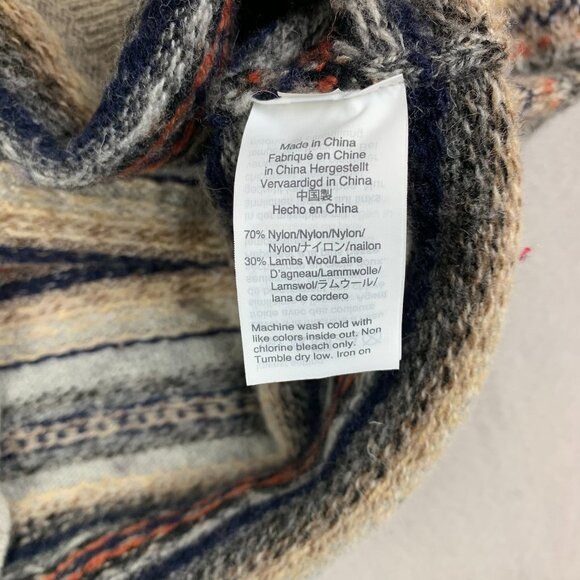 Made in China
Fabriqué en Chine
in China Hergestellt
Vervaardigd in China
中国製
Hecho en China
70% Nylon/Nylon/Nylon/
Nylon/ナイロン/nailon
30% Lambs Wool/Laine
D'agneau/Lammwolle/
Lamswol/ラムウール/
lana de cordero
Machine wash cold with
like colors inside out. Non
chlorine bleach only.
Tumble dry low. Iron on